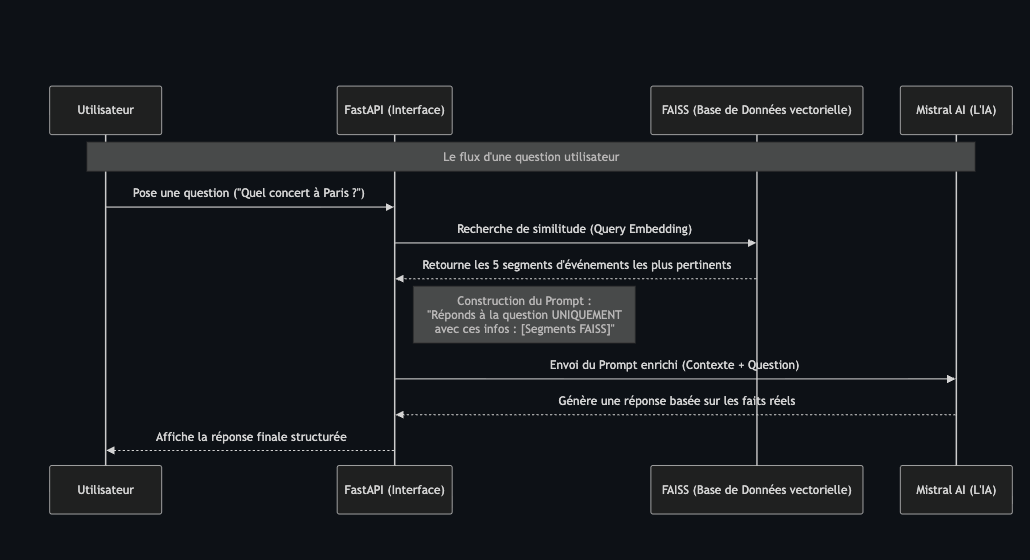 Utilisateur
FastAPI (Interface)
FAISS (Base de Données vectorielle)
Mistral AI (L'IA)
Le flux d'une question utilisateur
Pose une question ("Quel concert à Paris ?")
Recherche de similitude (Query Embedding)
Retourne les 5 segments d'événements les plus pertinents
Construction du Prompt :
"Réponds à la question UNIQUEMENT
avec ces infos : [Segments FAISS]"
Envoi du Prompt enrichi (Contexte + Question)
Génère une réponse basée sur les faits réels
Affiche la réponse finale structurée
Utilisateur
FastAPI (Interface)
FAISS (Base de Données vectorielle)
Mistral AI (L'IA)